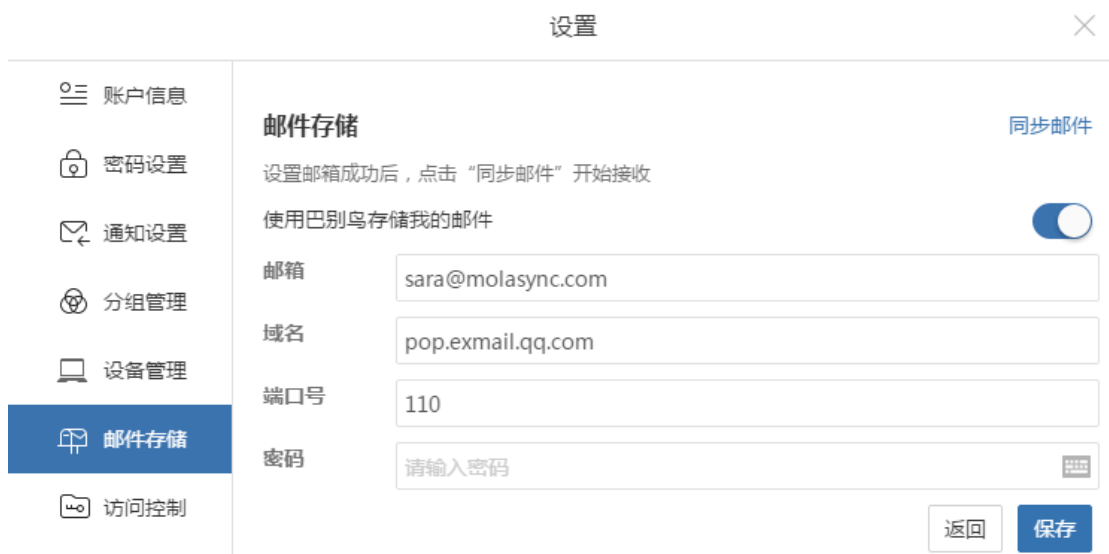 设置
账户信息
密码设置
通知设置
分组管理
设备管理
邮件存储
访问控制
邮件存储
同步邮件
设置邮箱成功后，点击“同步邮件”开始接收
使用巴别鸟存储我的邮件
邮箱
sara@molasync.com
域名
pop.exmail.qq.com
端口号
110
密码
请输入密码
返回
保存